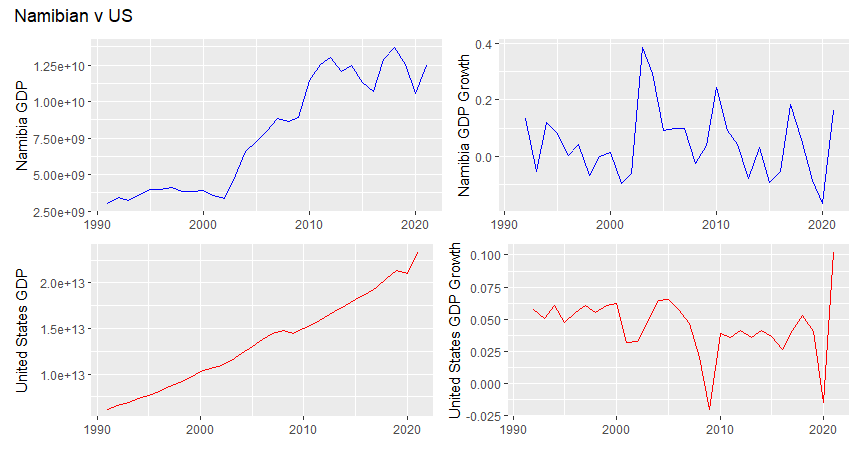 Namibian v US
Namibia GDP
1.25e+10
1.00e+10
7.50e+09
5.00e+09
2.50e+09
1990
2000
2010
2020
Namibia GDP Growth
0.4
0.2
0.0
1990
2000
2010
2020
United States GDP
2.0e+13
1.5e+13
1.0e+13
1990
2000
2010
2020
United States GDP Growth
0.100
0.075
0.050
0.025
0.000
-0.025
1990
2000
2010
2020